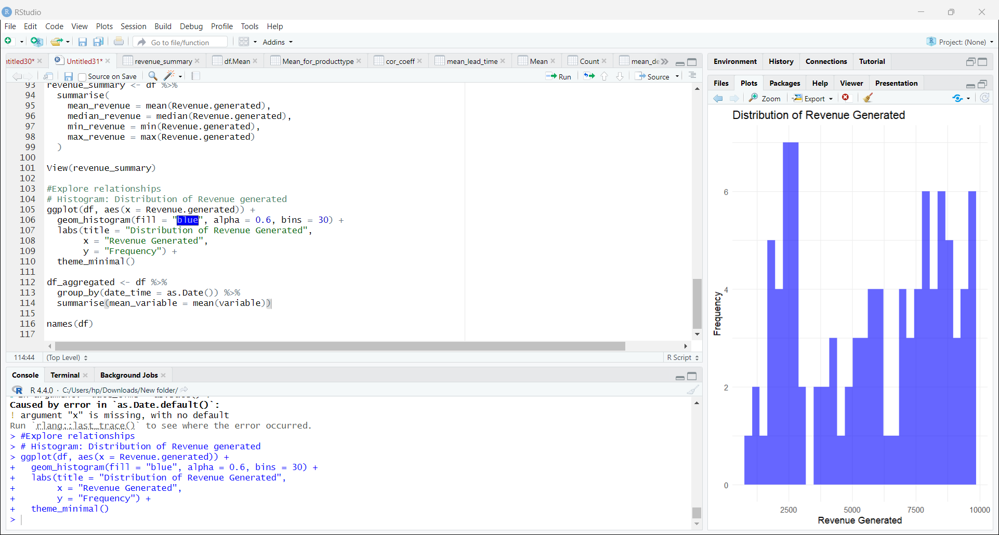 RStudio
File Edit Code View Plots Session Build Debug Profile Tools Help
Go to file/function Addins Project: (None)
ntitled30* Untitled31* revenue_summary df.Mean Mean_for_producttype cor_coeff mean_lead_time Mean Count mean_de
Source on Save Run Source
93 revenue_summary <- df %>%
94 summarise(
95 mean_revenue = mean(Revenue.generated),
96 median_revenue = median(Revenue.generated),
97 min_revenue = min(Revenue.generated),
98 max_revenue = max(Revenue.generated)
99 )
100
101 View(revenue_summary)
102
103 #Explore relationships
104 # Histogram: Distribution of Revenue generated
105 ggplot(df, aes(x = Revenue.generated)) +
106 geom_histogram(fill = "blue", alpha = 0.6, bins = 30) +
107 labs(title = "Distribution of Revenue Generated",
108 x = "Revenue Generated",
109 y = "Frequency") +
110 theme_minimal()
111
112 df_aggregated <- df %>%
113 group_by(date_time = as.Date()) %>%
114 summarise(mean_variable = mean(variable))
115
116 names(df)
117
114:44 (Top Level) R Script
Console Terminal Background Jobs
R 4.4.0 · C:/Users/hp/Downloads/New folder/
Caused by error in `as.Date.default()`:
! argument "x" is missing, with no default
Run `rlang::last_trace()` to see where the error occurred.
> #Explore relationships
> # Histogram: Distribution of Revenue generated
> ggplot(df, aes(x = Revenue.generated)) +
+ geom_histogram(fill = "blue", alpha = 0.6, bins = 30) +
+ labs(title = "Distribution of Revenue Generated",
+ x = "Revenue Generated",
+ y = "Frequency") +
+ theme_minimal()
>
Environment History Connections Tutorial
Files Plots Packages Help Viewer Presentation
Zoom Export
Distribution of Revenue Generated
Frequency
6
4
2
0
2500 5000 7500 10000
Revenue Generated